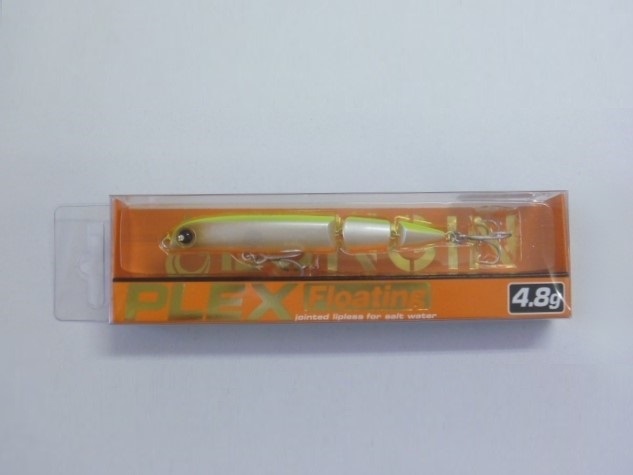 PLEX Floating
jointed lipless for salt water
4.8g